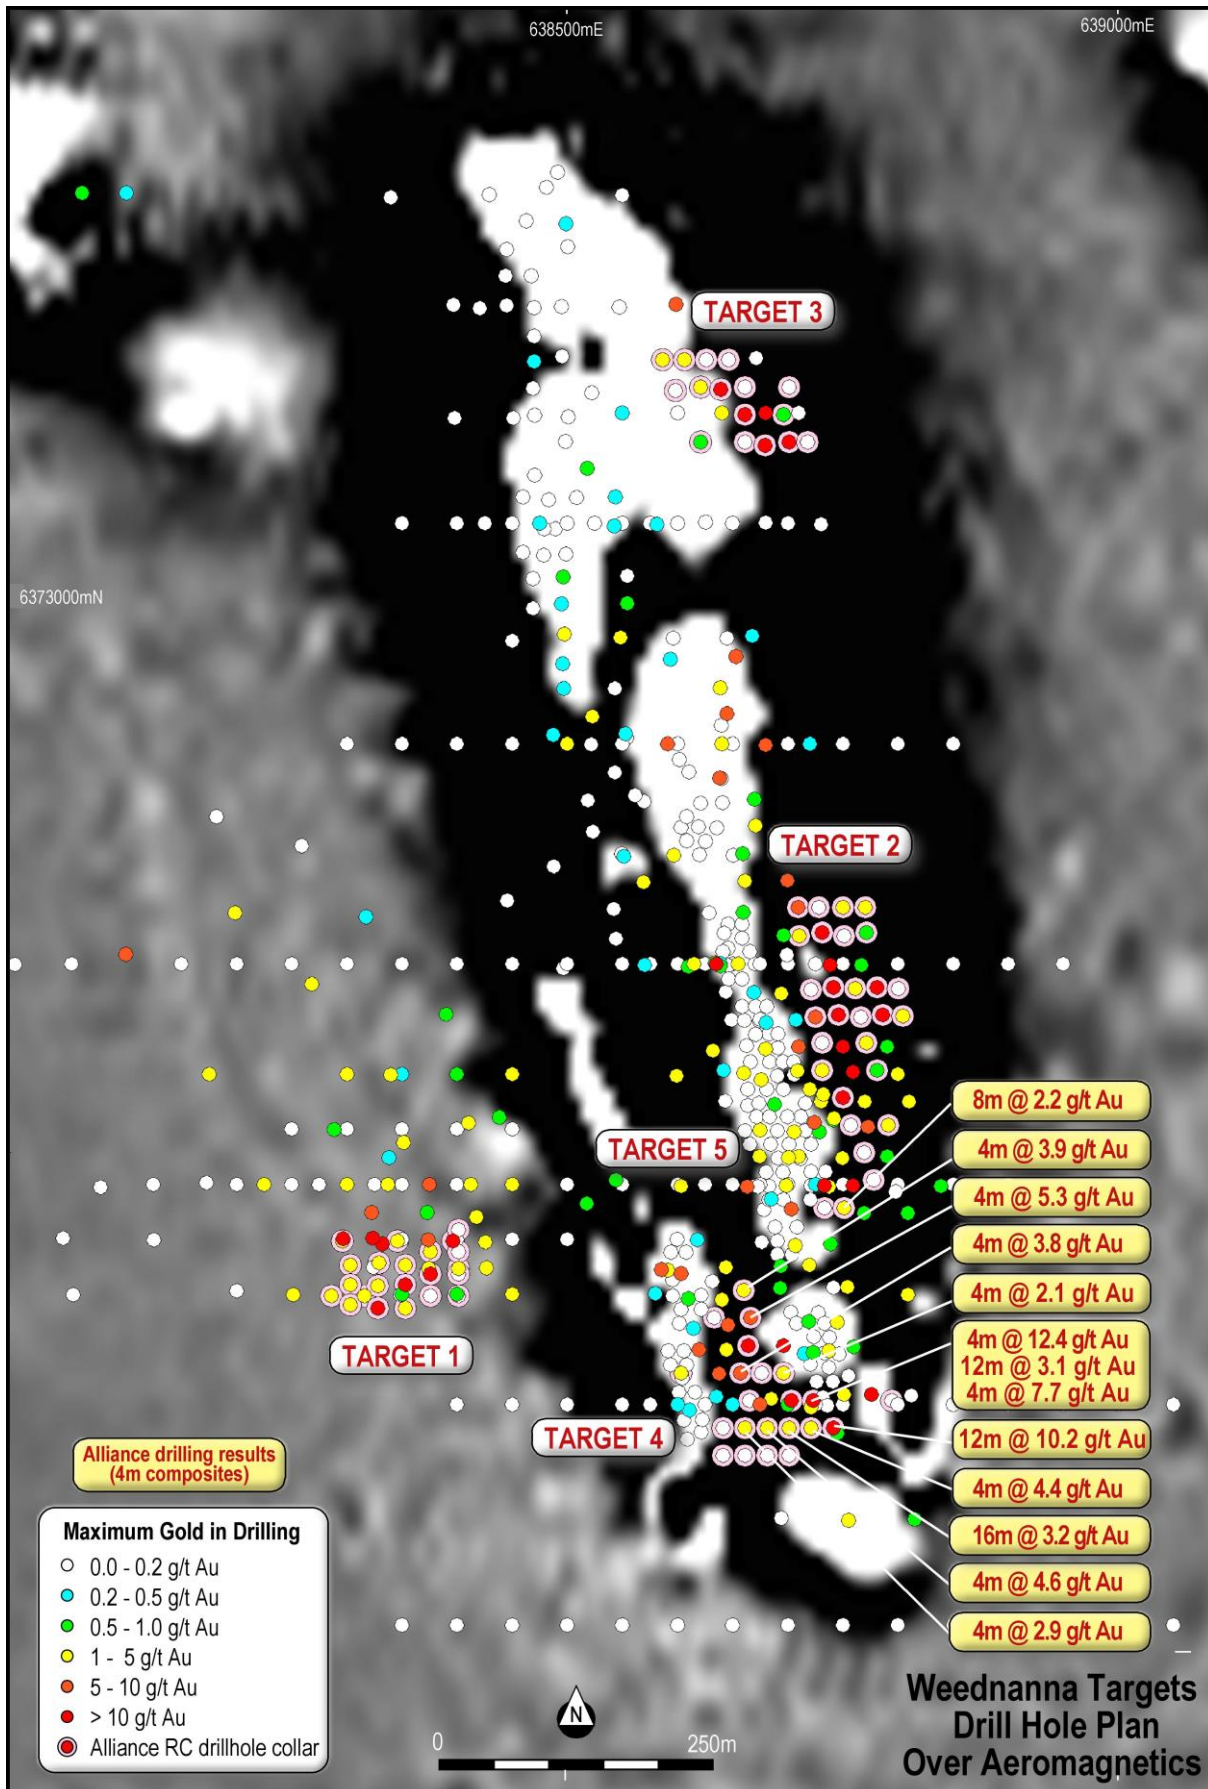 638500mE
639000mE
TARGET 3
6373000mN
TARGET 2
8m @ 2.2 g/t Au
TARGET 5
4m @ 3.9 g/t Au
4m @ 5.3 g/t Au
4m @ 3.8 g/t Au
4m @ 2.1 g/t Au
TARGET 1
4m @ 12.4 g/t Au
12m @ 3.1 g/t Au
4m @ 7.7 g/t Au
TARGET 4
12m @ 10.2 g/t Au
4m @ 4.4 g/t Au
16m @ 3.2 g/t Au
4m @ 4.6 g/t Au
4m @ 2.9 g/t Au
Alliance drilling results
(4m composites)
Maximum Gold in Drilling
0.0 - 0.2 g/t Au
0.2 - 0.5 g/t Au
0.5 - 1.0 g/t Au
1 - 5 g/t Au
5 - 10 g/t Au
> 10 g/t Au
Alliance RC drillhole collar
N
0
250m
Weednanna Targets
Drill Hole Plan
Over Aeromagnetics